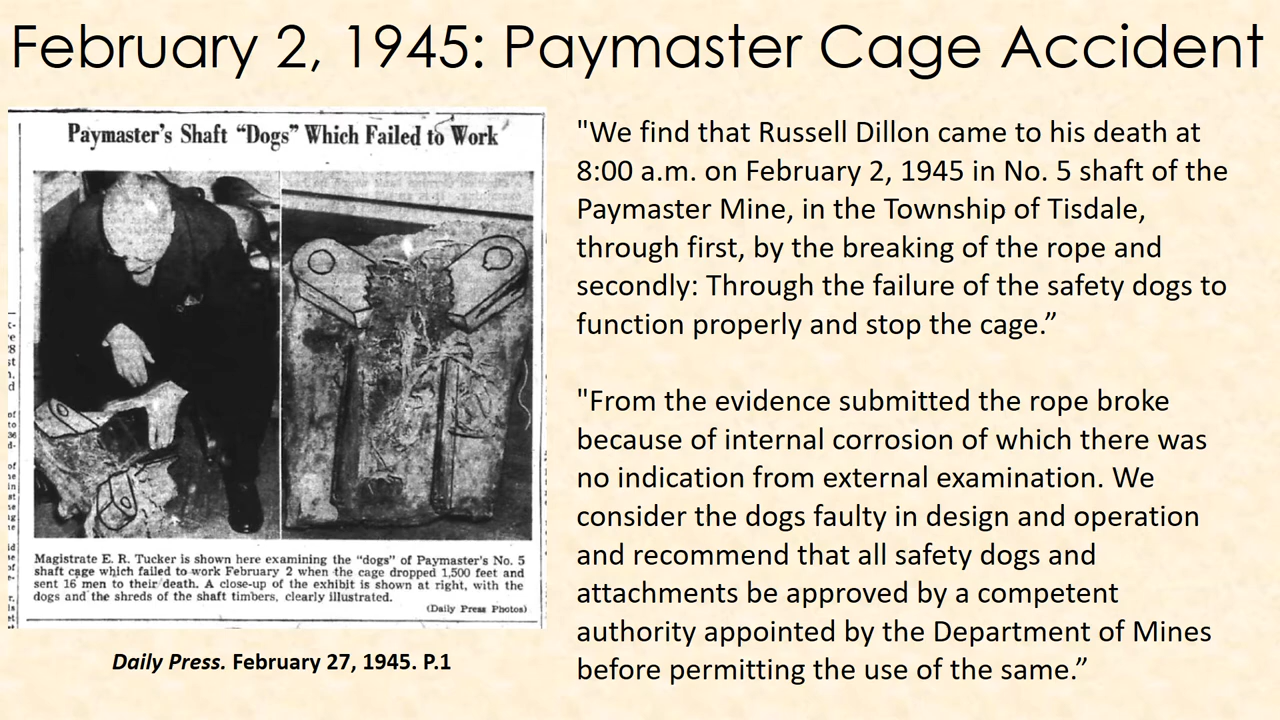 February 2, 1945: Paymaster Cage Accident
Paymaster's Shaft “Dogs” Which Failed to Work
Magistrate E. R. Tucker is shown here examining the “dogs” of Paymaster's No. 5
shaft cage which failed to work February 2 when the cage dropped 1,500 feet and
sent 16 men to their death. A close-up of the exhibit is shown at right, with the
dogs and the shreds of the shaft timbers, clearly illustrated.
(Daily Press Photos)
Daily Press. February 27, 1945. P.1
"We find that Russell Dillon came to his death at
8:00 a.m. on February 2, 1945 in No. 5 shaft of the
Paymaster Mine, in the Township of Tisdale,
through first, by the breaking of the rope and
secondly: Through the failure of the safety dogs to
function properly and stop the cage.”
"From the evidence submitted the rope broke
because of internal corrosion of which there was
no indication from external examination. We
consider the dogs faulty in design and operation
and recommend that all safety dogs and
attachments be approved by a competent
authority appointed by the Department of Mines
before permitting the use of the same.”